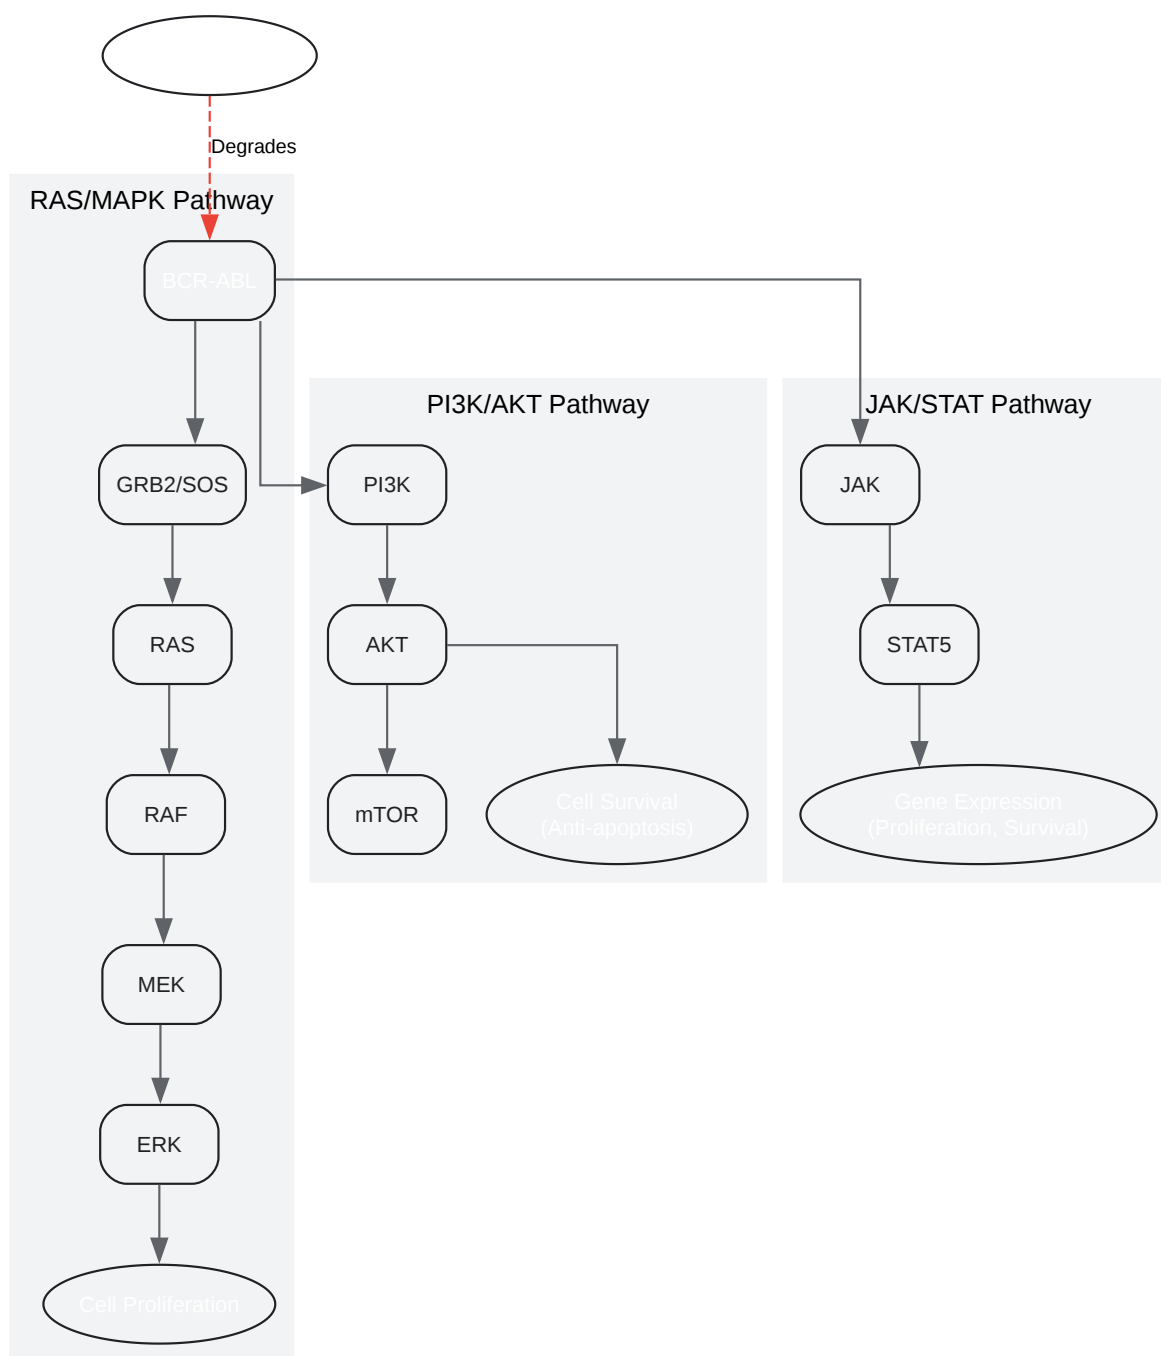 Degrades
RAS/MAPK Pathway
BCR-ABL
PI3K/AKT Pathway
JAK/STAT Pathway
GRB2/SOS
PI3K
JAK
RAS
AKT
STAT5
RAF
mTOR
Cell Survival
(Anti-apoptosis)
Gene Expression
(Proliferation, Survival)
MEK
ERK
Cell Proliferation